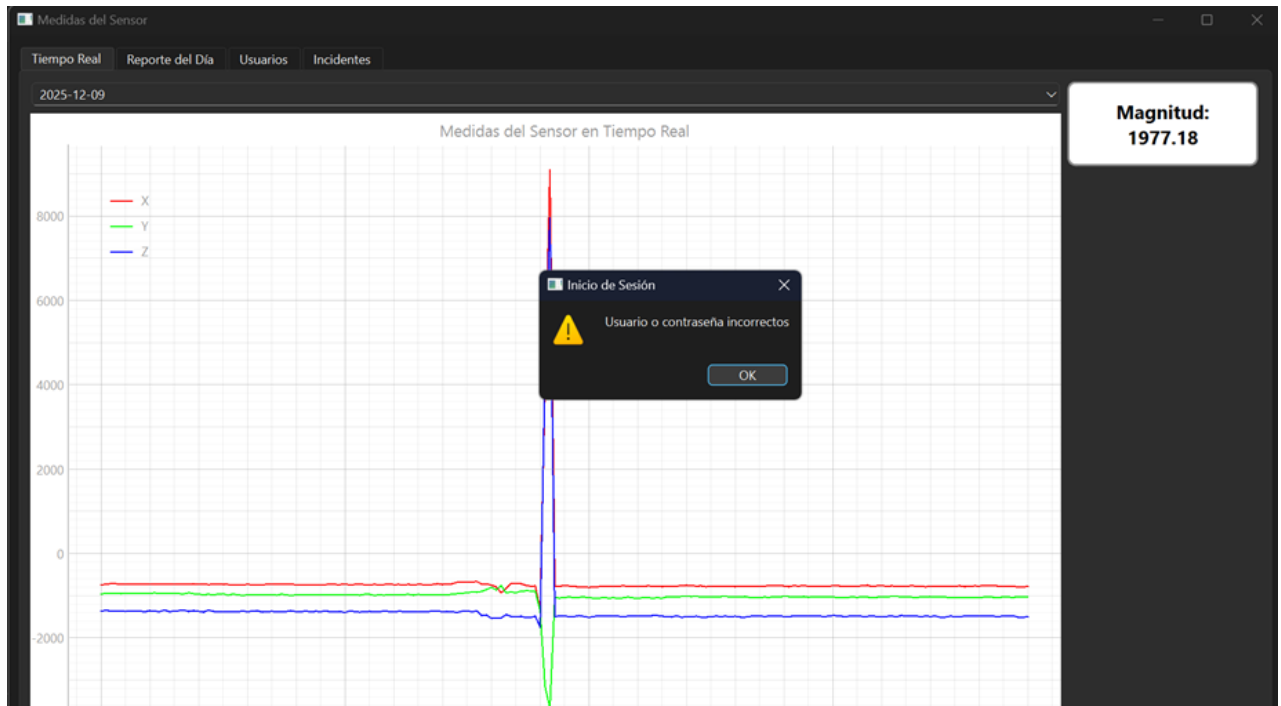 Medidas del Sensor
Tiempo Real Reporte del Día Usuarios Incidentes
2025-12-09
Magnitud:
1977.18
Medidas del Sensor en Tiempo Real
X
Y
Z
8000
6000
4000
2000
0
-2000
Inicio de Sesión
Usuario o contraseña incorrectos
OK